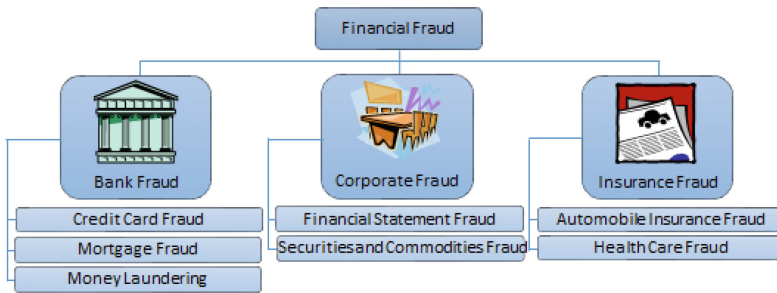 Financial Fraud
Bank Fraud
Credit Card Fraud
Mortgage Fraud
Money Laundering
Corporate Fraud
Financial Statement Fraud
Securities and Commodities Fraud
Insurance Fraud
Automobile Insurance Fraud
Health Care Fraud